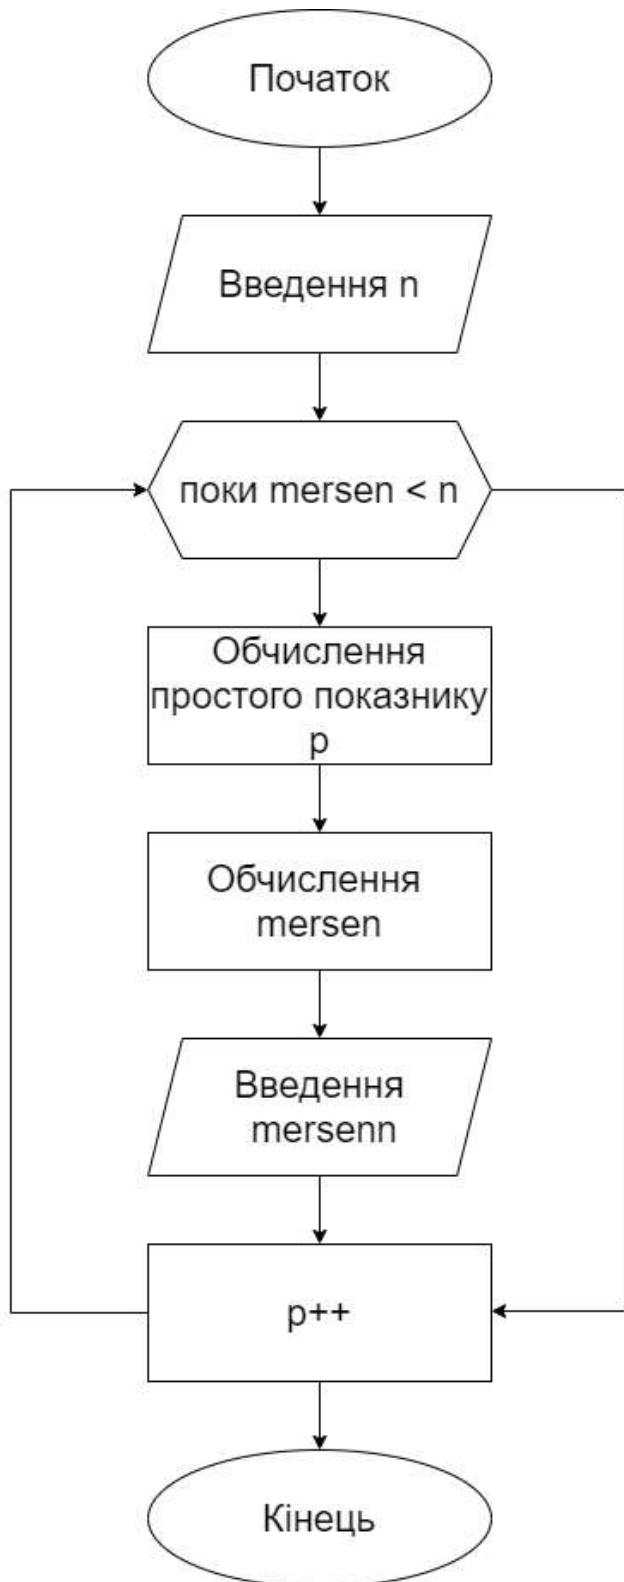 Початок
Введення n
поки mersen < n
Обчислення
простого показнику
p
Обчислення
mersen
Введення
mersenn
p++
Кінець